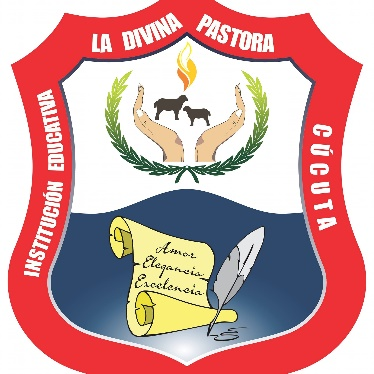 INSTITUCIÓN EDUCATIVA
LA DIVINA PASTORA
CÚCUTA
Amor
Elegancia
Excelencia